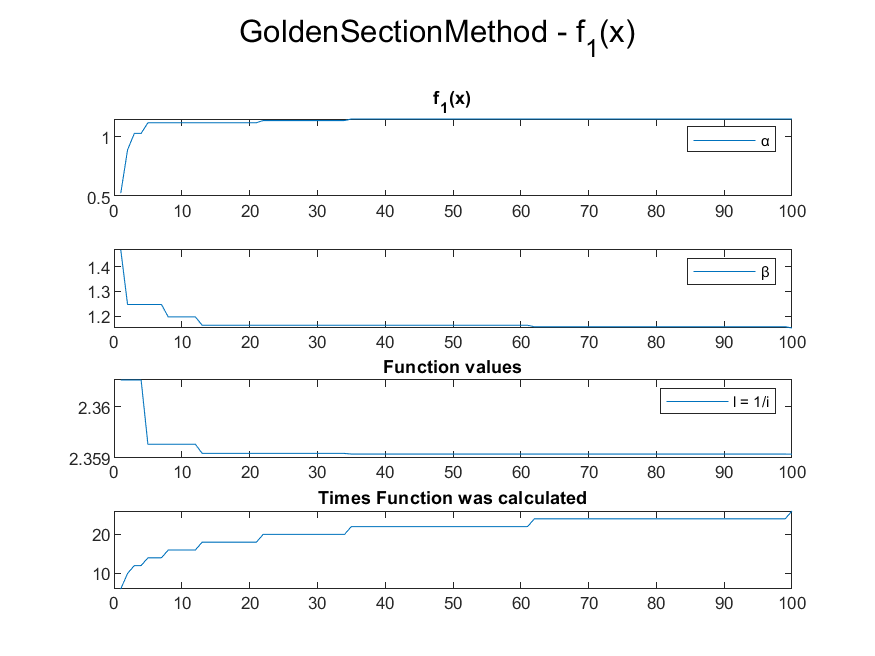 GoldenSectionMethod - f1(x)
f1(x)
1
0.5
α
0 10 20 30 40 50 60 70 80 90 100
1.4
1.3
1.2
β
0 10 20 30 40 50 60 70 80 90 100
Function values
2.36
2.359
l = 1/i
0 10 20 30 40 50 60 70 80 90 100
Times Function was calculated
20
10
0 10 20 30 40 50 60 70 80 90 100